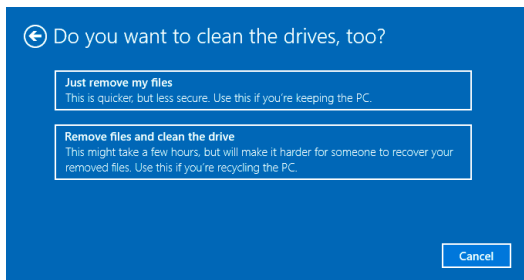 Do you want to clean the drives, too?
Just remove my files
This is quicker, but less secure. Use this if you're keeping the PC.
Remove files and clean the drive
This might take a few hours, but will make it harder for someone to recover your
removed files. Use this if you're recycling the PC.
Cancel